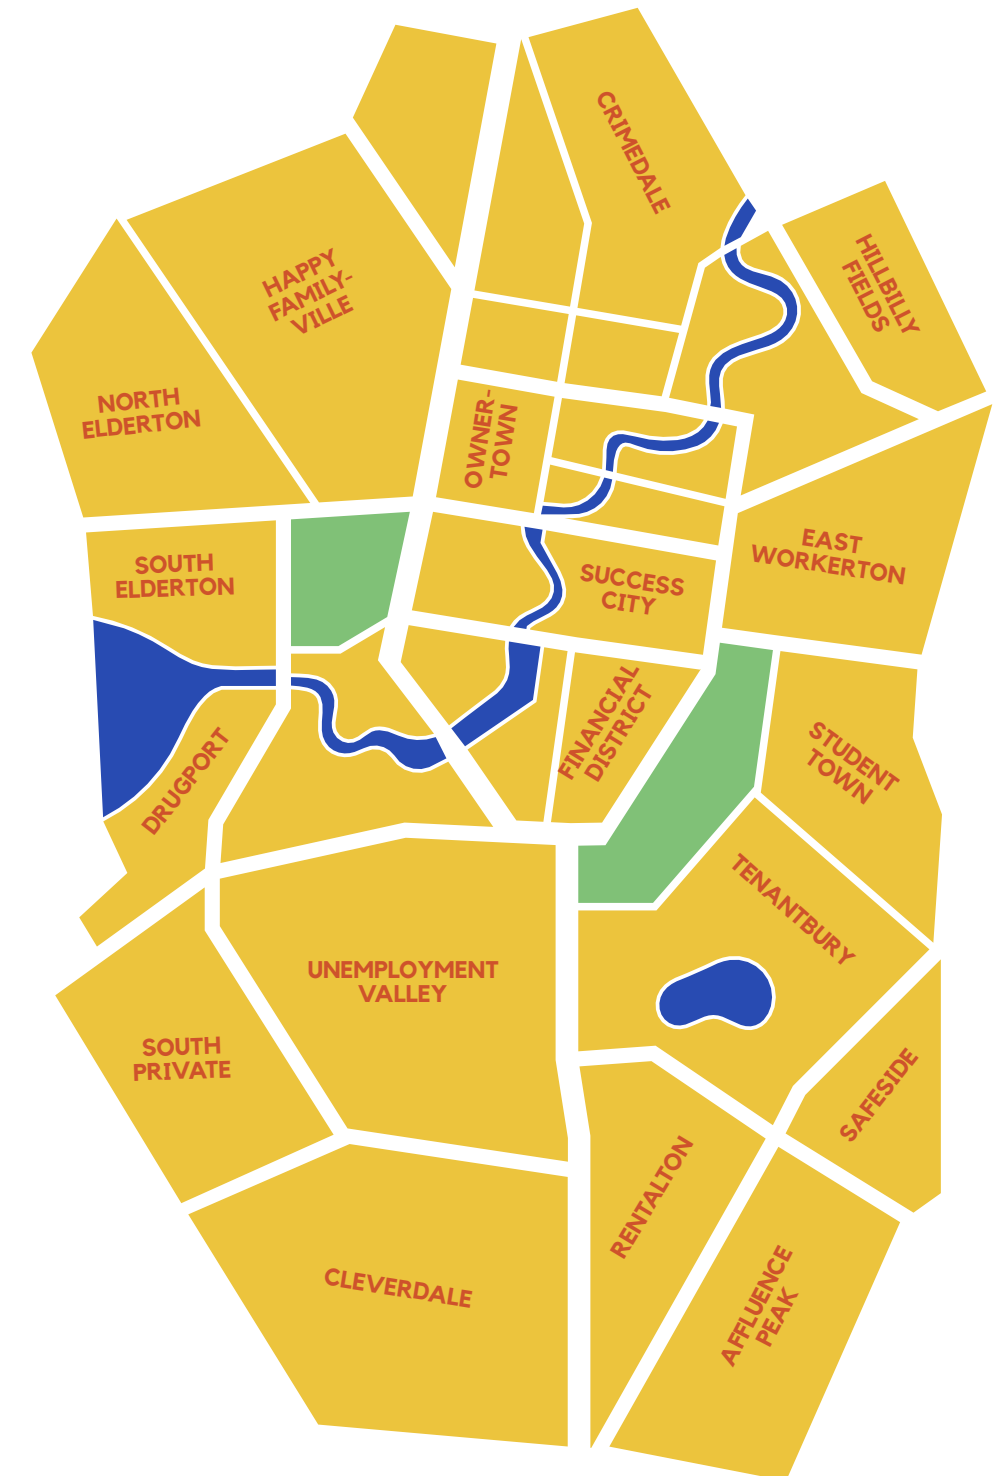 CRIMEDALE
HILLBILLY
FIELDS
HAPPY
FAMILY-
VILLE
NORTH
ELDERTON
OWNER-
TOWN
EAST
WORKERTON
SOUTH
ELDERTON
SUCCESS
CITY
FINANCIAL
DISTRICT
STUDENT
TOWN
DRUGPORT
TENANTBURY
UNEMPLOYMENT
VALLEY
SOUTH
PRIVATE
SAFESIDE
RENTALTON
CLEVERDALE
AFFLUENCE
PEAK